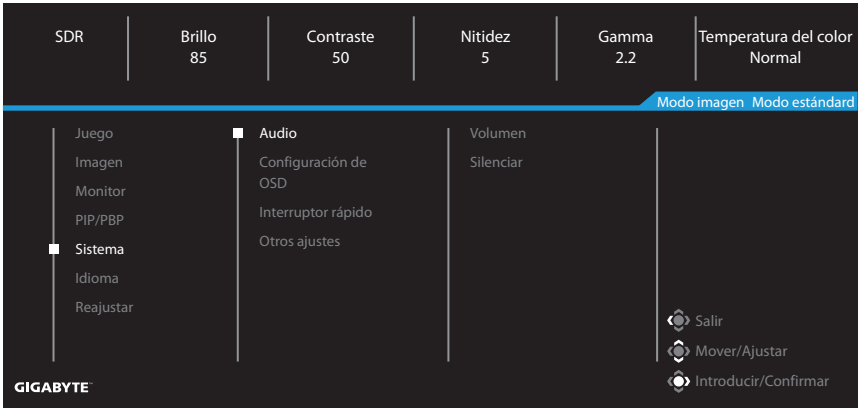 SDR
Brillo
85
Contraste
50
Nitidez
5
Gamma
2.2
Temperatura del color
Normal
Modo imagen Modo estándard
Juego
Imagen
Monitor
PIP/PBP
Sistema
Idioma
Reajustar
Audio
Configuración de
OSD
Interruptor rápido
Otros ajustes
Volumen
Silenciar
Salir
Mover/Ajustar
Introducir/Confirmar
GIGABYTE™